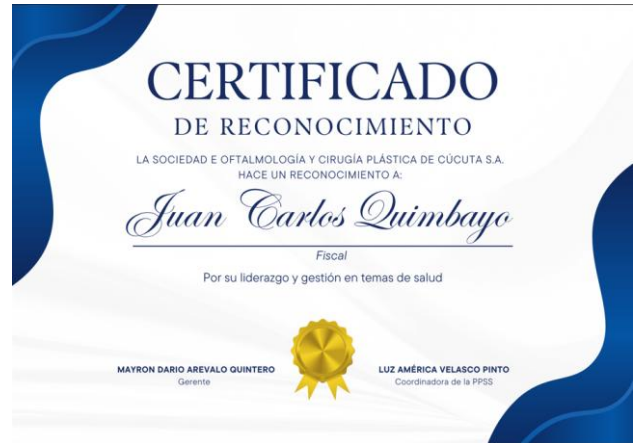 CERTIFICADO
DE RECONOCIMIENTO
LA SOCIEDAD E OFTALMOLOGÍA Y CIRUGÍA PLÁSTICA DE CÚCUTA S.A.
HACE UN RECONOCIMIENTO A:
Juan Carlos Quimbayo
Fiscal
Por su liderazgo y gestión en temas de salud
MAYRON DARIO AREVALO QUINTERO
Gerente
LUZ AMÉRICA VELASCO PINTO
Coordinadora de la PPSS